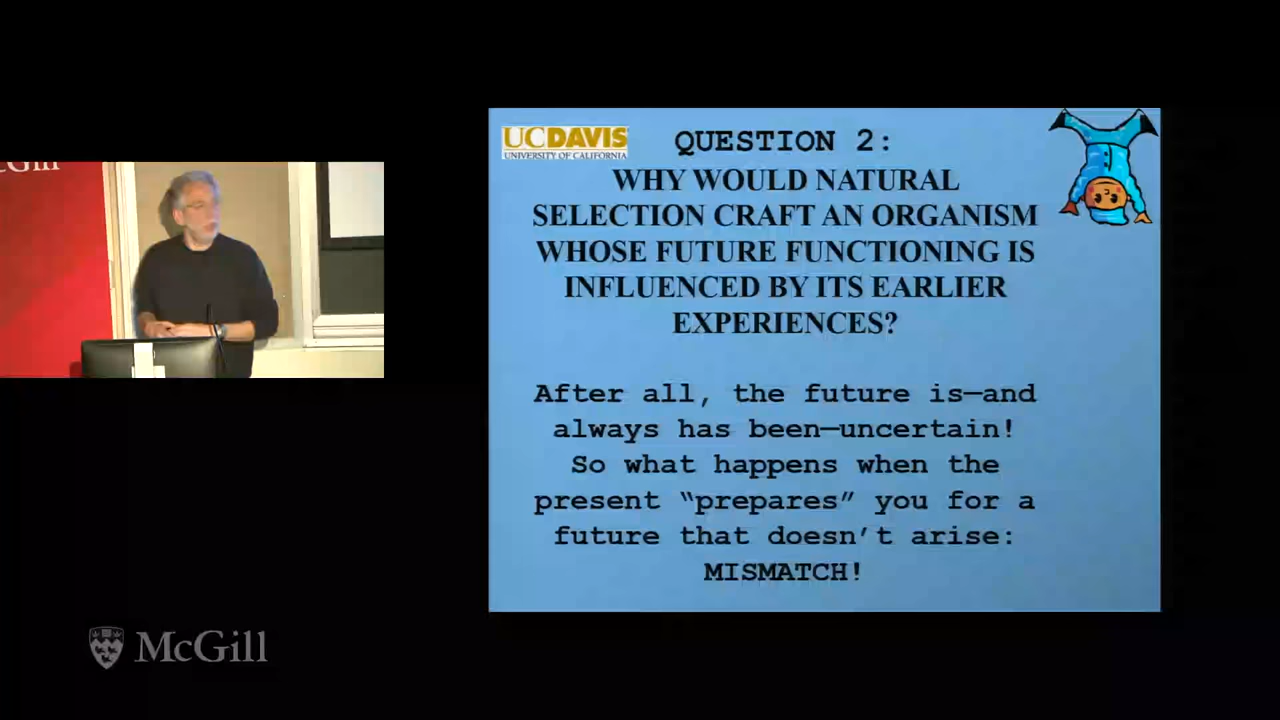 McGill
UCDAVIS
UNIVERSITY OF CALIFORNIA
QUESTION 2:
WHY WOULD NATURAL
SELECTION CRAFT AN ORGANISM
WHOSE FUTURE FUNCTIONING IS
INFLUENCED BY ITS EARLIER
EXPERIENCES?
After all, the future is—and
always has been—uncertain!
So what happens when the
present “prepares” you for a
future that doesn’t arise:
MISMATCH!
McGill